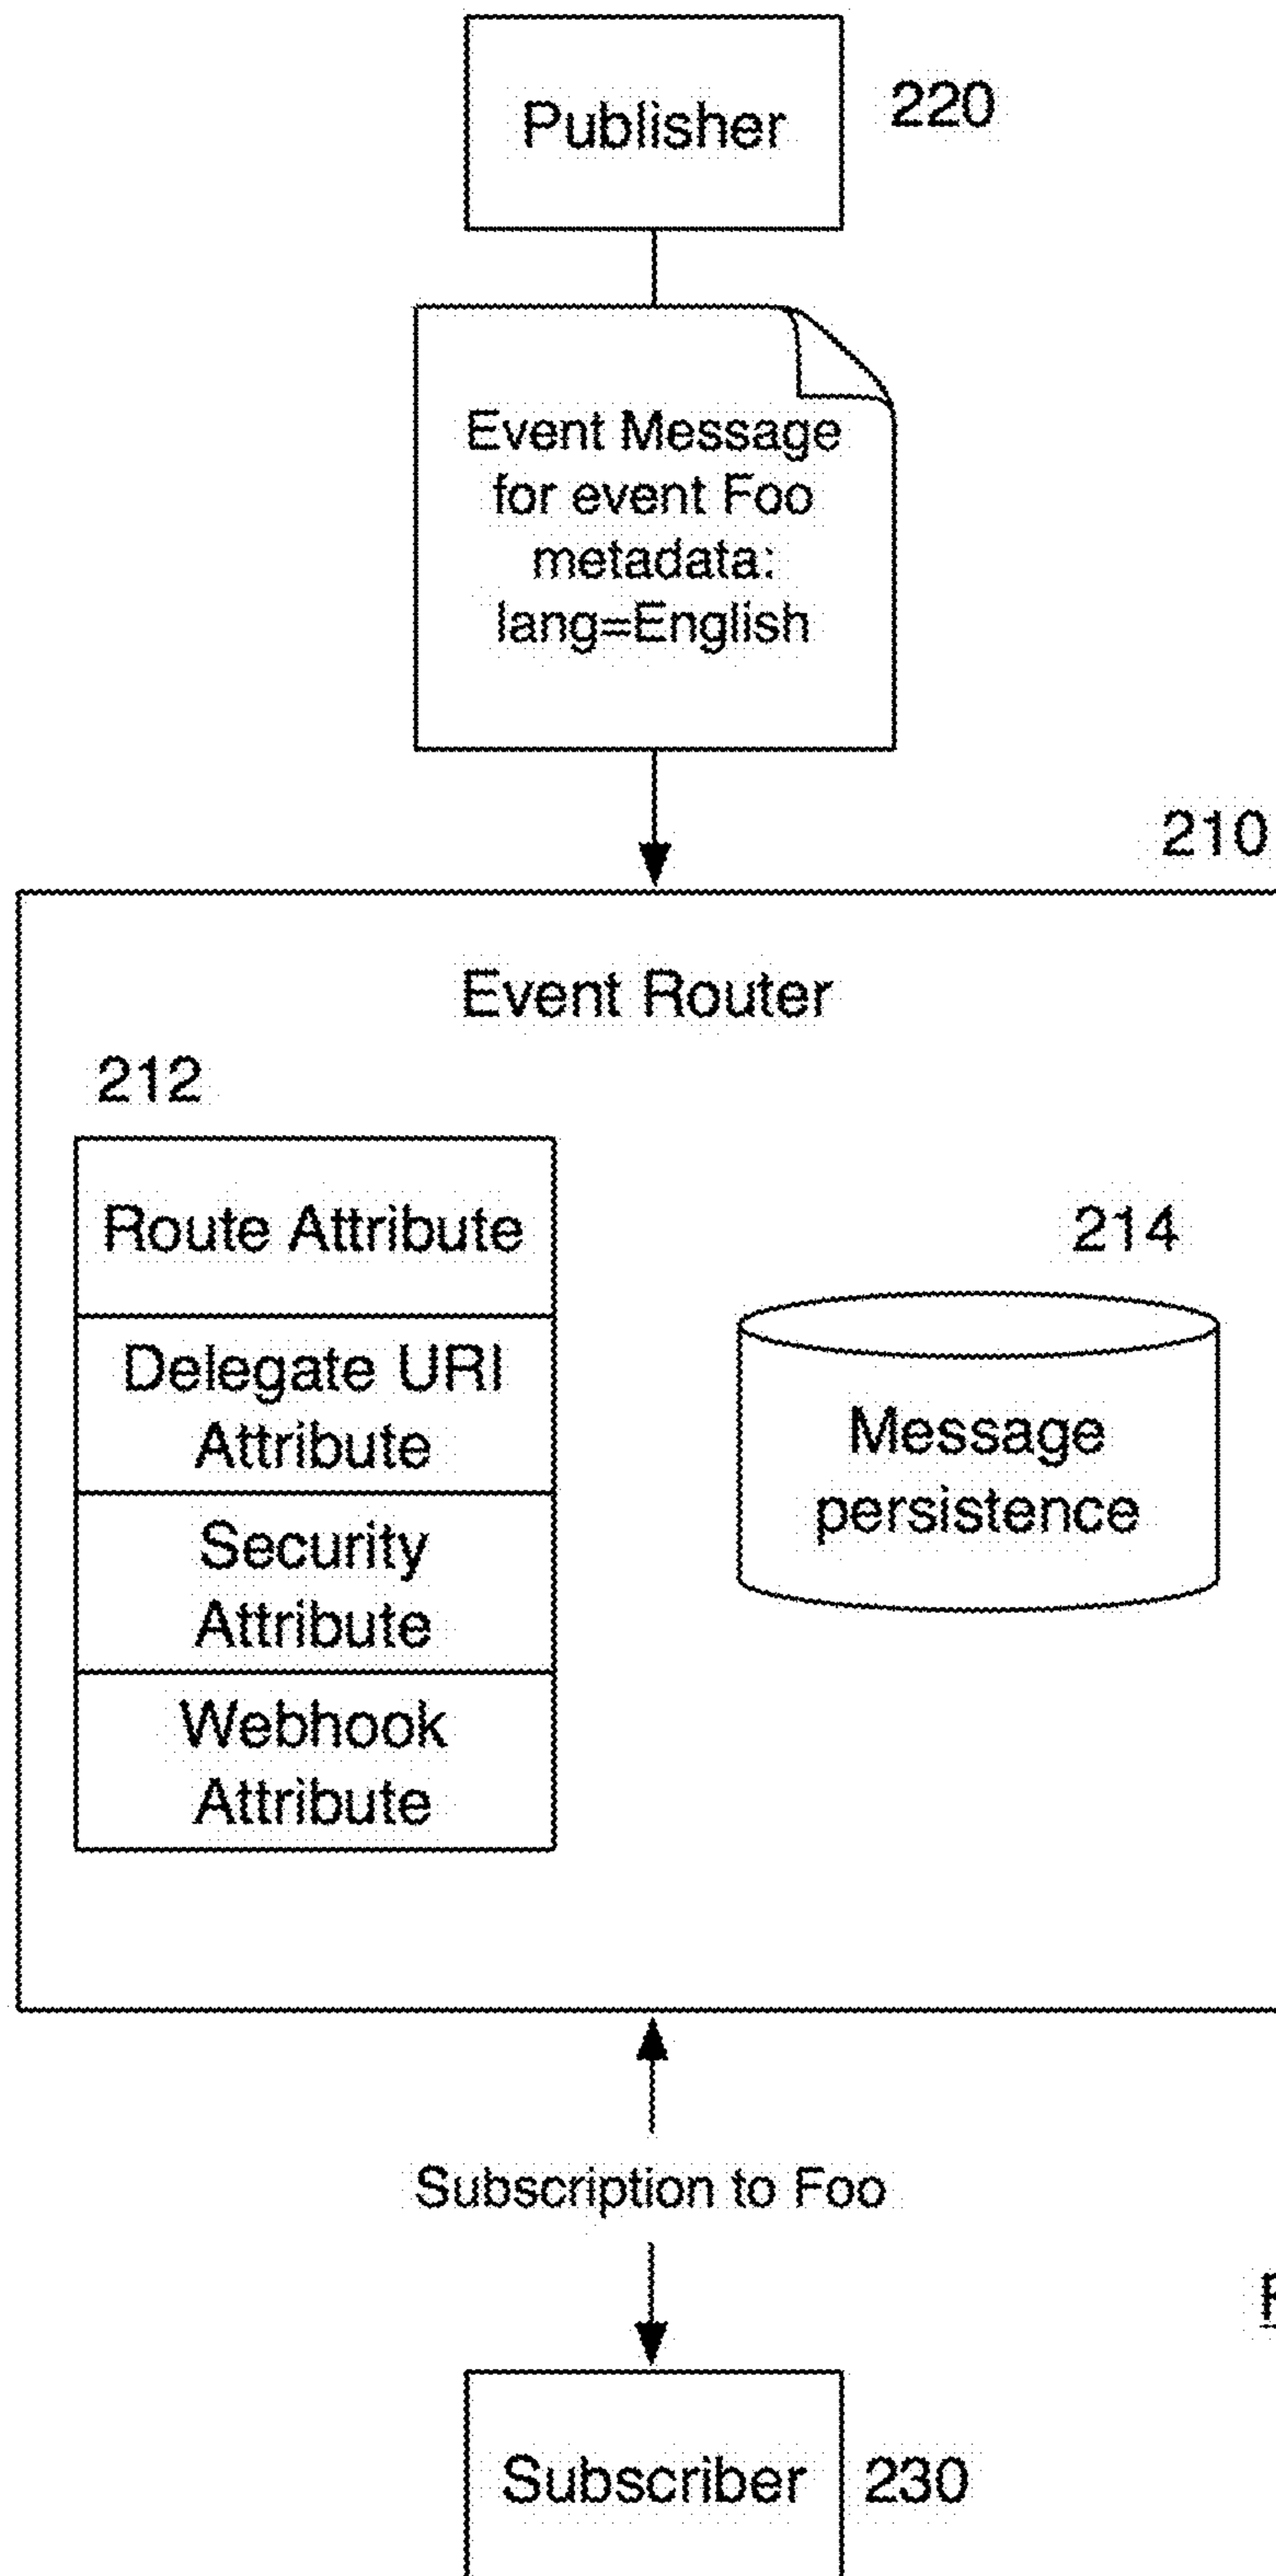 Publisher
220
Event Message
for event Foo
metadata:
lang=English
210
Event Router
212
Route Attribute
Delegate URI
Attribute
Security
Attribute
Webhook
Attribute
214
Message
persistence
Subscription to Foo
Subscriber
230